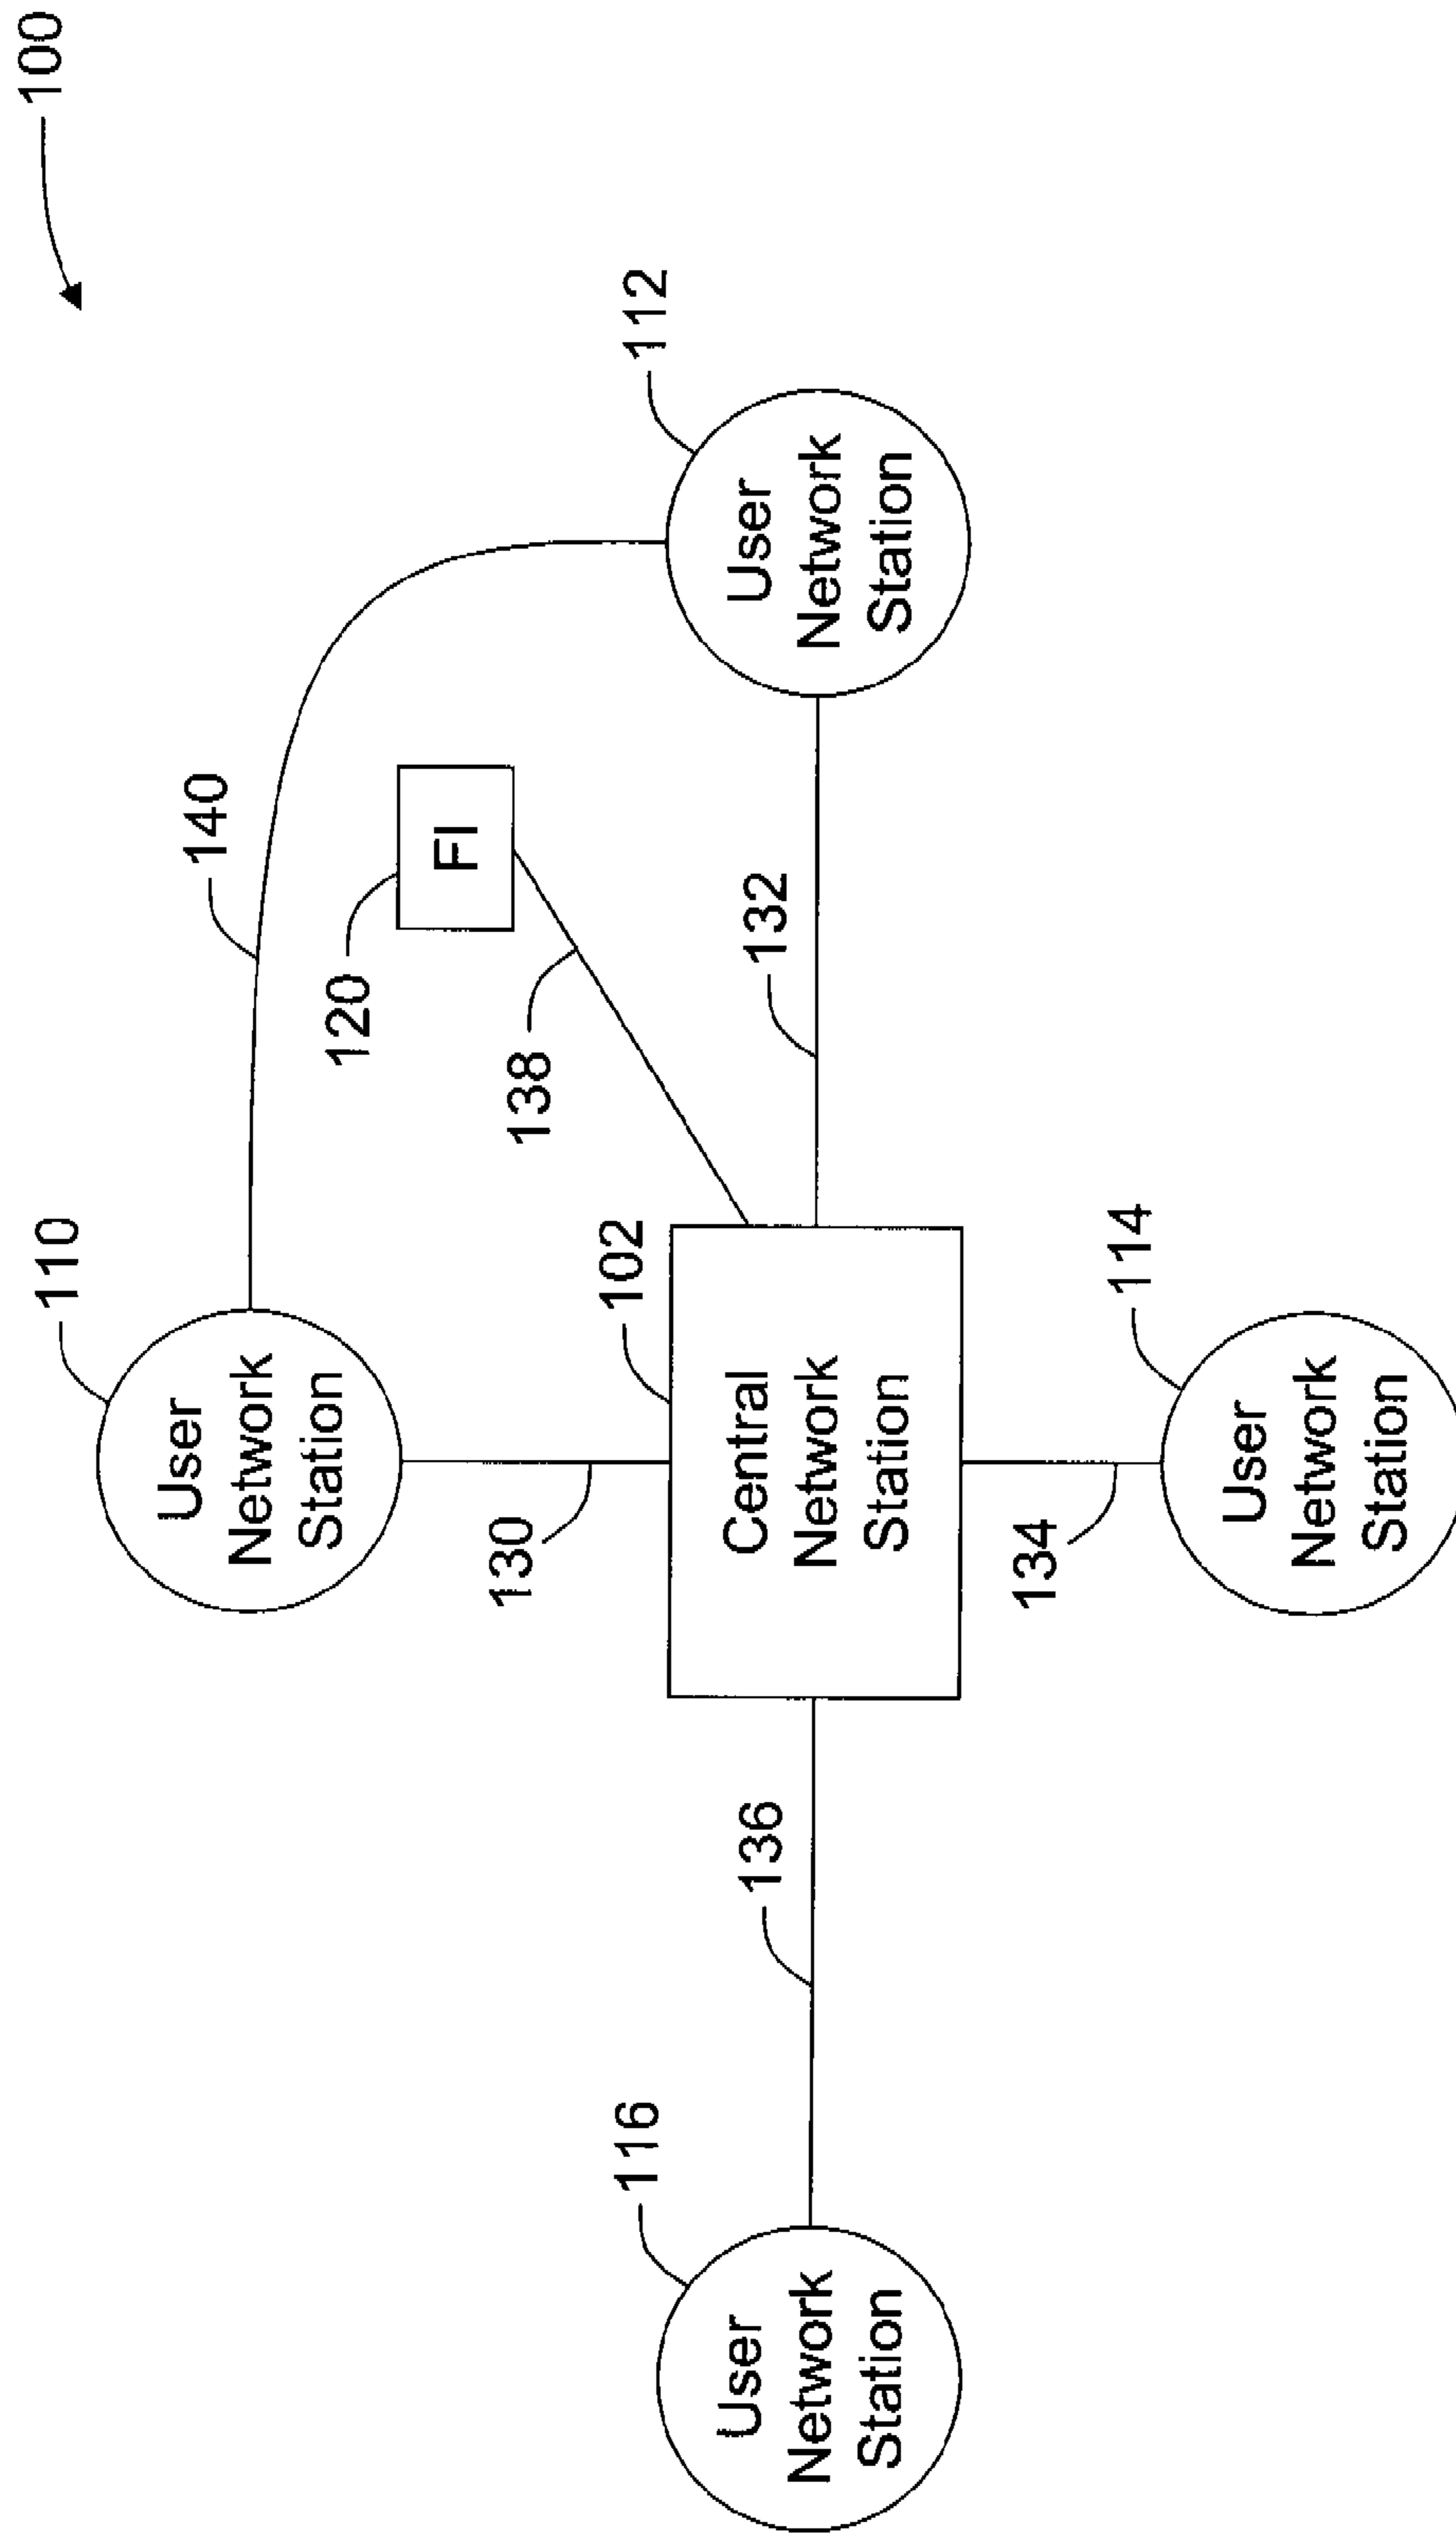 100
110
User
Network
Station
140
120
FI
138
112
User
Network
Station
130
102
Central
Network
Station
132
116
User
Network
Station
136
134
114
User
Network
Station